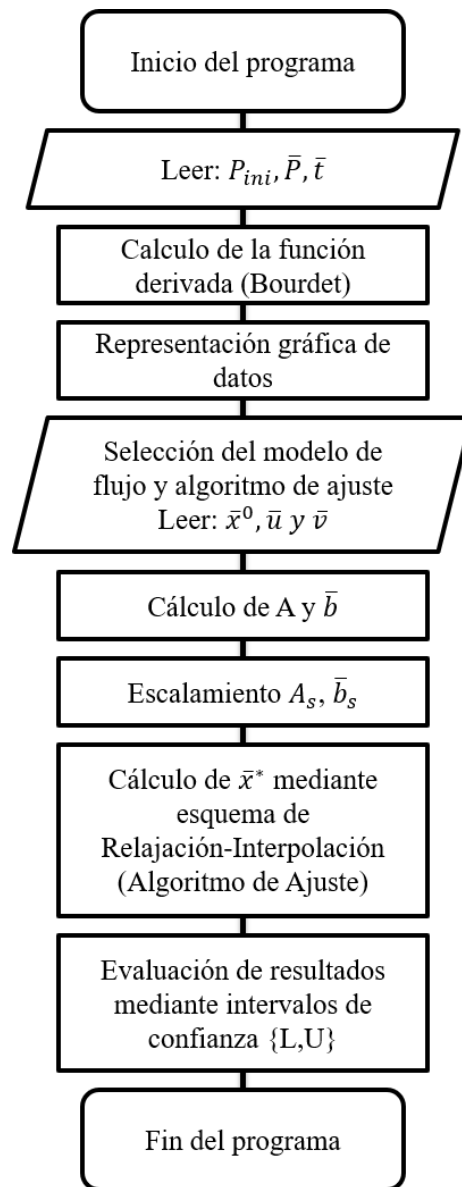 Inicio del programa
Leer: P_ini, P̄, t̄
Calculo de la función
derivada (Bourdet)
Representación gráfica de
datos
Selección del modelo de
flujo y algoritmo de ajuste
Leer: x̄⁰, ū y v̄
Cálculo de A y b̄
Escalamiento A_s, b̄_s
Cálculo de x̄* mediante
esquema de
Relajación-Interpolación
(Algoritmo de Ajuste)
Evaluación de resultados
mediante intervalos de
confianza {L,U}
Fin del programa